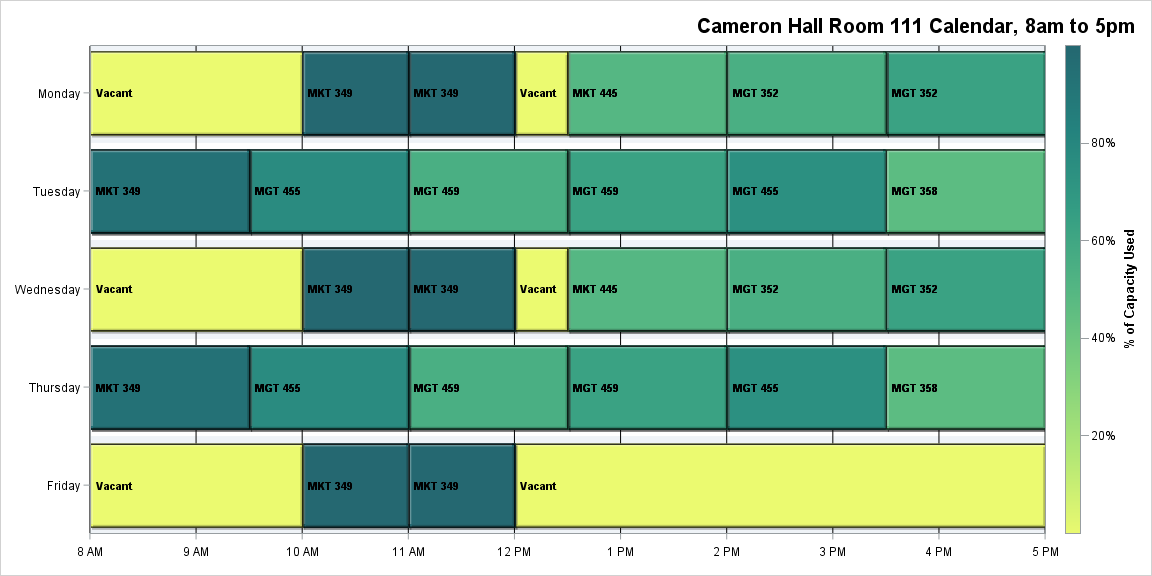 Cameron Hall Room 111 Calendar, 8am to 5pm
Monday
Vacant
MKT 349
MKT 349
Vacant
MKT 445
MGT 352
MGT 352
Tuesday
MKT 349
MGT 455
MGT 459
MGT 459
MGT 455
MGT 358
Wednesday
Vacant
MKT 349
MKT 349
Vacant
MKT 445
MGT 352
MGT 352
Thursday
MKT 349
MGT 455
MGT 459
MGT 459
MGT 455
MGT 358
Friday
Vacant
MKT 349
MKT 349
Vacant
8 AM
9 AM
10 AM
11 AM
12 PM
1 PM
2 PM
3 PM
4 PM
5 PM
80%
60%
40%
20%
% of Capacity Used